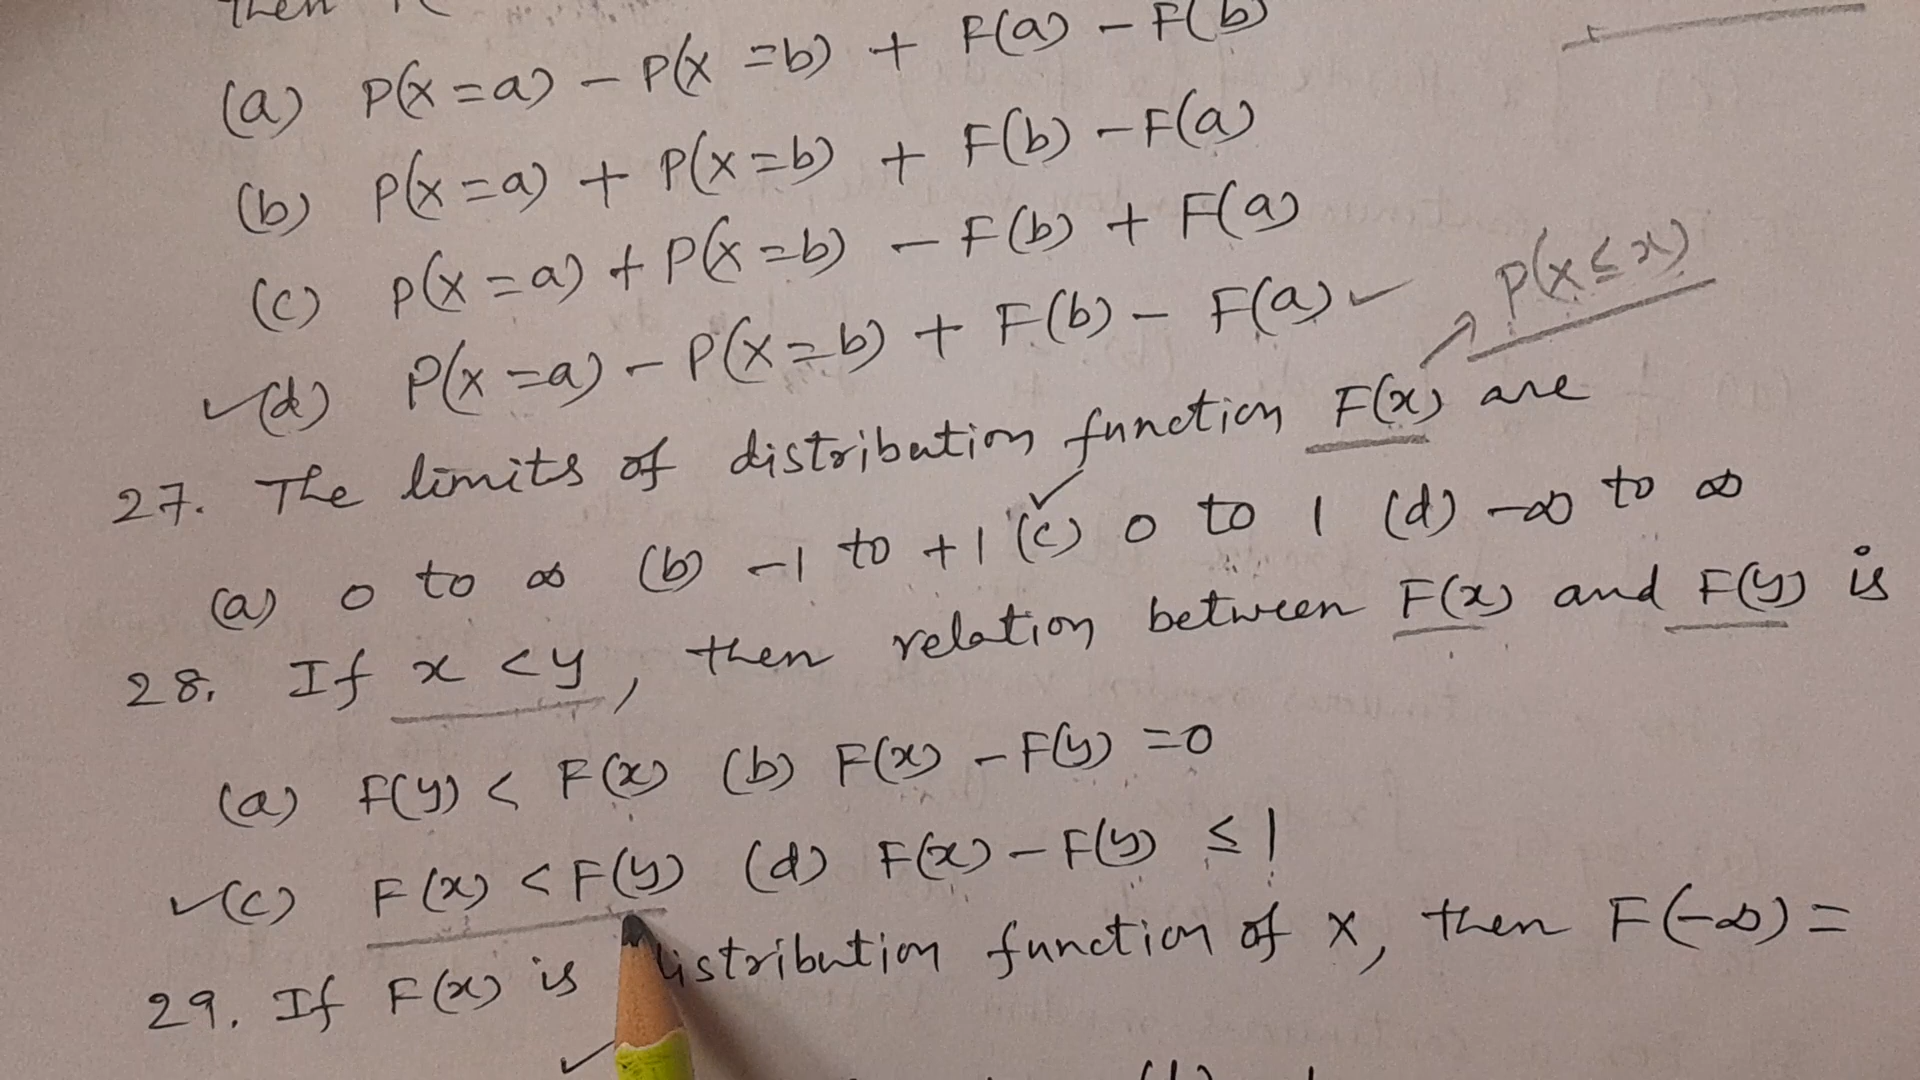 Then
(a) P(X=a) - P(X=b) + F(a) - F(b)
(b) P(X=a) + P(X=b) + F(b) - F(a)
(c) P(X=a) + P(X=b) - F(b) + F(a)
(d) P(X=a) - P(X=b) + F(b) - F(a)
P(X≤x)
27. The limits of distribution function F(x) are
(a) 0 to ∞ (b) -1 to +1 (c) 0 to 1 (d) -∞ to ∞
28. If x < y, then relation between F(x) and F(y) is
(a) F(y) < F(x) (b) F(x) - F(y) = 0
(c) F(x) < F(y) (d) F(x) - F(y) ≤ 1
29. If F(x) is distribution function of X, then F(-∞) =